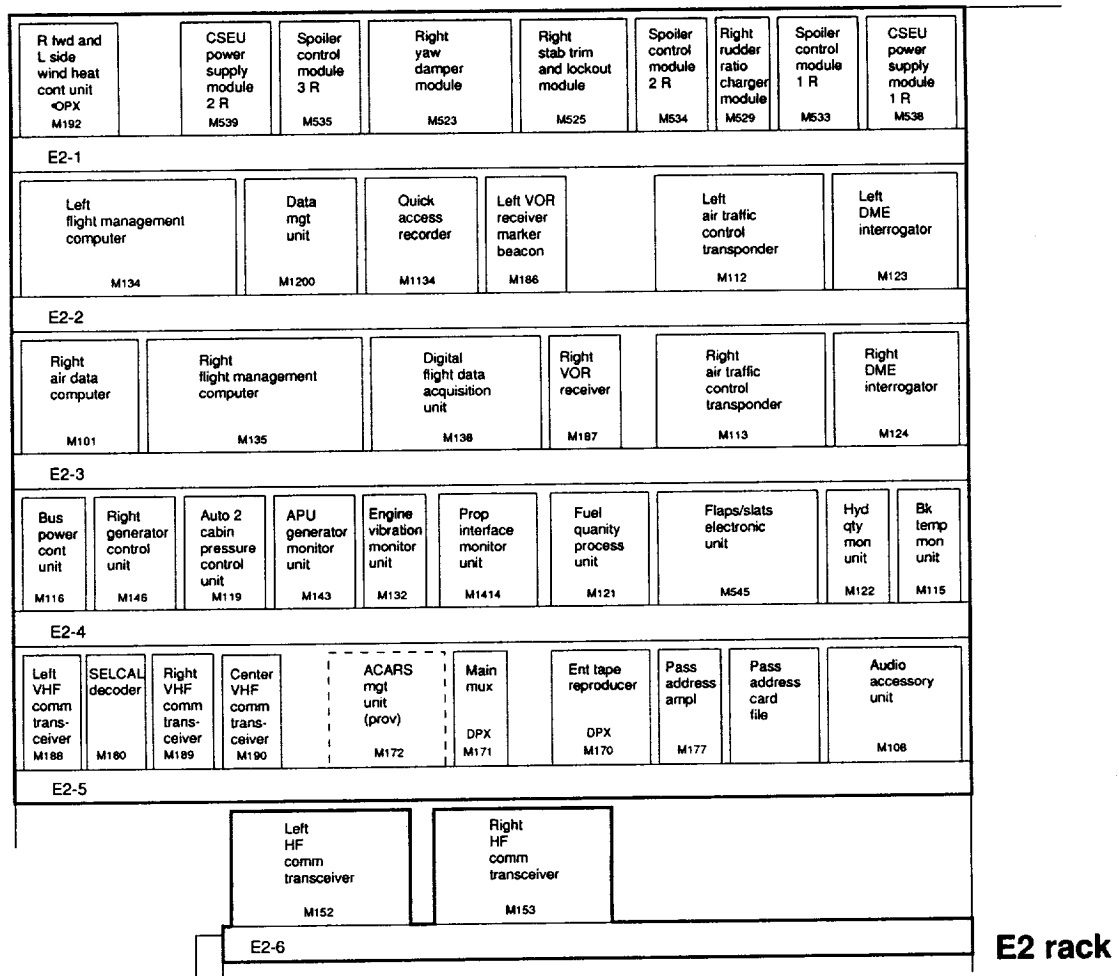 R fwd and
L side
wind heat
cont unit
OPX
M192
CSEU
power
supply
module
2 R
M539
Spoiler
control
module
3 R
M535
Right
yaw
damper
module
M523
Right
stab trim
and lockout
module
M525
Spoiler
control
module
2 R
M534
Right
rudder
ratio
charger
module
M529
Spoiler
control
module
1 R
M533
CSEU
power
supply
module
1 R
M538
E2-1
Left
flight management
computer
M134
Data
mgt
unit
M1200
Quick
access
recorder
M1134
Left VOR
receiver
marker
beacon
M186
Left
air traffic
control
transponder
M112
Left
DME
interrogator
M123
E2-2
Right
air data
computer
M101
Right
flight management
computer
M135
Digital
flight data
acquisition
unit
M138
Right
VOR
receiver
M187
Right
air traffic
control
transponder
M113
Right
DME
interrogator
M124
E2-3
Bus
power
cont
unit
M116
Right
generator
control
unit
M146
Auto 2
cabin
pressure
control
unit
M119
APU
generator
monitor
unit
M143
Engine
vibration
monitor
unit
M132
Prop
interface
monitor
unit
M1414
Fuel
quanity
process
unit
M121
Flaps/slats
electronic
unit
M545
Hyd
qty
mon
unit
M122
Bk
temp
mon
unit
M115
E2-4
Left
VHF
comm
trans-
ceiver
M188
SELCAL
decoder
M180
Right
VHF
comm
trans-
ceiver
M189
Center
VHF
comm
trans-
ceiver
M190
ACARS
mgt
unit
(prov)
M172
Main
mux
DPX
M171
Ent tape
reproducer
DPX
M170
Pass
address
ampl
M177
Pass
address
card
file
Audio
accessory
unit
M108
E2-5
Left
HF
comm
transceiver
M152
Right
HF
comm
transceiver
M153
E2-6
E2 rack